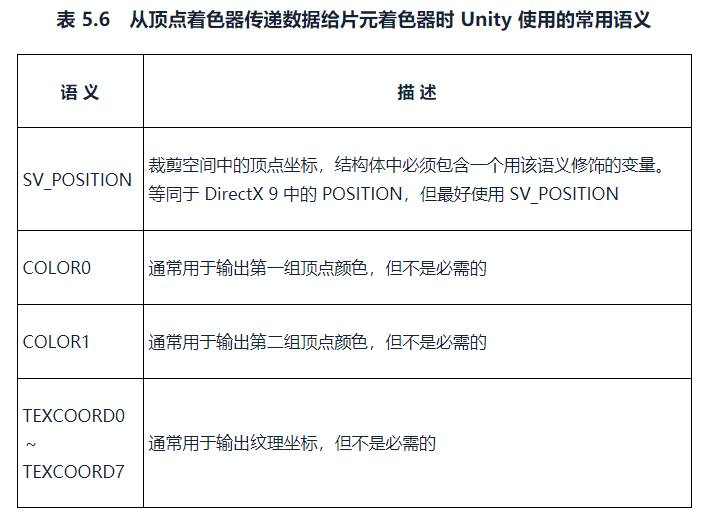 表 5.6 从顶点着色器传递数据给片元着色器时 Unity 使用的常用语义
语 义
描 述
SV_POSITION
裁剪空间中的顶点坐标，结构体中必须包含一个用该语义修饰的变量。
等同于 DirectX 9 中的 POSITION，但最好使用 SV_POSITION
COLOR0
通常用于输出第一组顶点颜色，但不是必需的
COLOR1
通常用于输出第二组顶点颜色，但不是必需的
TEXCOORD0
~
TEXCOORD7
通常用于输出纹理坐标，但不是必需的